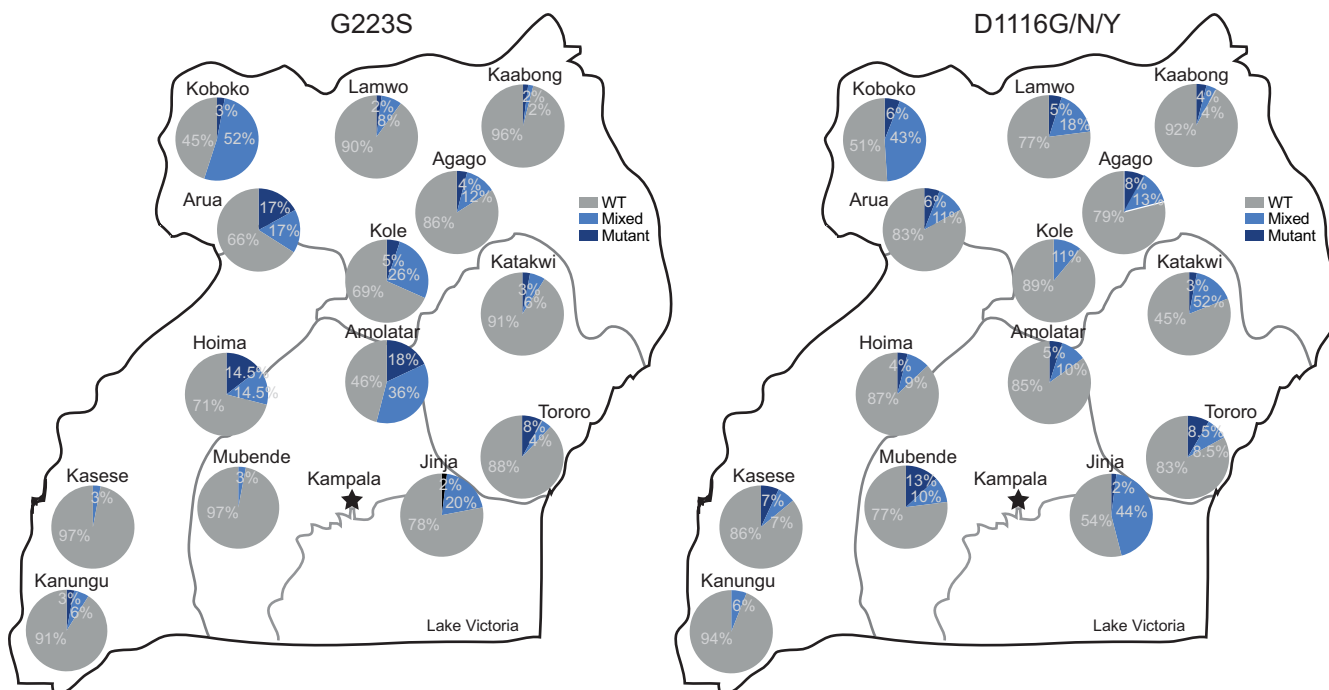 G223S
Koboko
3%
45%
52%
Lamwo
2%
8%
90%
Kaabong
2%
2%
96%
Agago
4%
12%
86%
Arua
17%
17%
66%
WT
Mixed
Mutant
Kole
5%
26%
69%
Katakwi
3%
6%
91%
Hoima
14.5%
14.5%
71%
Amolatar
18%
46%
36%
Tororo
8%
4%
88%
Mubende
3%
97%
Kampala
Jinja
2%
20%
78%
Kasese
3%
97%
Kanungu
3%
6%
91%
Lake Victoria
D1116G/N/Y
Koboko
6%
43%
51%
Lamwo
5%
18%
77%
Kaabong
4%
4%
92%
Agago
8%
13%
79%
Arua
6%
11%
83%
WT
Mixed
Mutant
Kole
11%
89%
Katakwi
3%
52%
45%
Hoima
4%
9%
87%
Amolatar
5%
10%
85%
Tororo
8.5%
8.5%
83%
Mubende
13%
10%
77%
Kampala
Jinja
2%
54%
44%
Kasese
7%
7%
86%
Kanungu
6%
94%
Lake Victoria